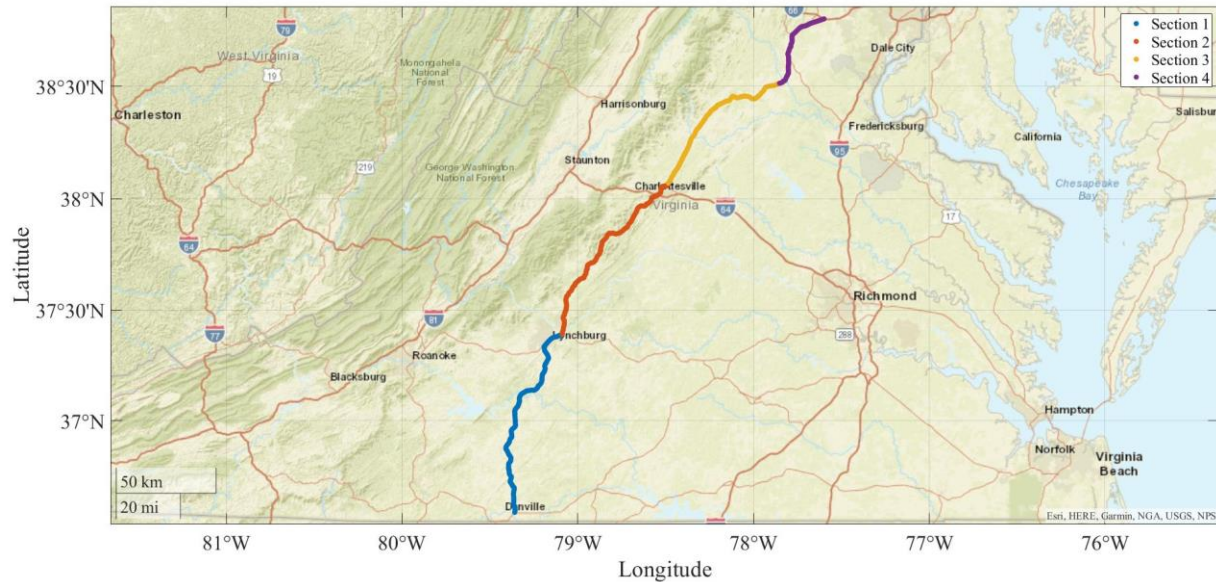 66
Section 1
Section 2
Section 3
Section 4
79
Dale City
West Virginia
19
Monongahela
National
Forest
38°30'N
Harrisonburg
Charleston
Salisbury
Fredericksburg
California
95
219
George Washington
National Forest
Staunton
Charlottesville
Chesapeake
Bay
38°N
Virginia
64
17
64
Latitude
37°30'N
Richmond
81
77
Lynchburg
288
Roanoke
Blacksburg
37°N
Hampton
Norfolk
Virginia
Beach
50 km
20 mi
Danville
Esri, HERE, Garmin, NGA, USGS, NPS
81°W
80°W
79°W
78°W
77°W
76°W
Longitude